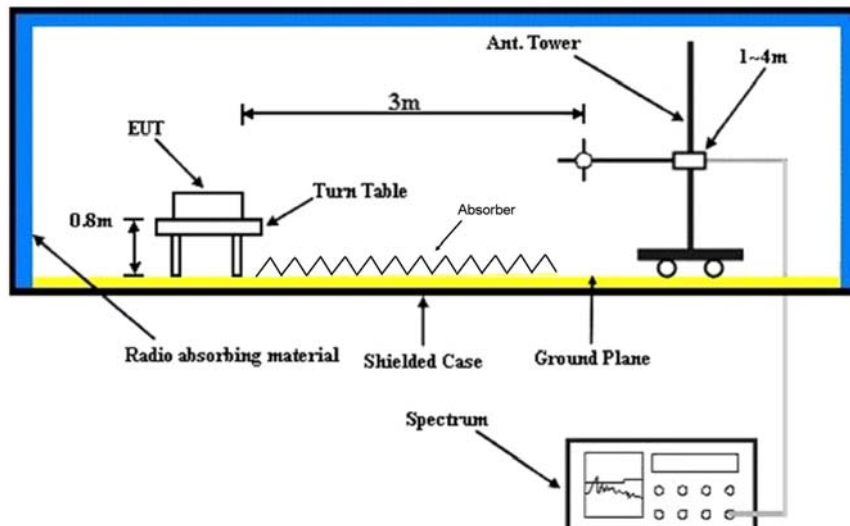 Ant. Tower
1~4m
3m
EUT
Turn Table
0.8m
Absorber
Radio absorbing material
Shielded Case
Ground Plane
Spectrum